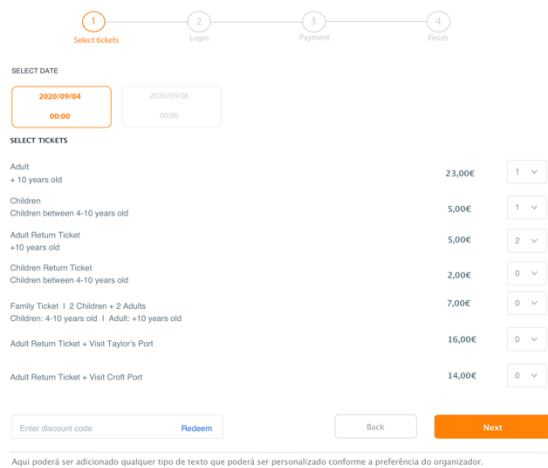 1 2 3 4
Select tickets Login Payment Finish
SELECT DATE
2020/09/04 2020/09/06
00:00 00:00
SELECT TICKETS
Adult
+ 10 years old 23,00€ 1
Children
Children between 4-10 years old 5,00€ 1
Adult Return Ticket
+10 years old 5,00€ 2
Children Return Ticket
Children between 4-10 years old 2,00€ 0
Family Ticket I 2 Children + 2 Adults 7,00€ 0
Children: 4-10 years old I Adult: +10 years old
Adult Return Ticket + Visit Taylor's Port 16,00€ 0
Adult Return Ticket + Visit Croft Port 14,00€ 0
Enter discount code Redeem Back Next
Aqui poderá ser adicionado qualquer tipo de texto que poderá ser personalizado conforme a preferência do organizador.